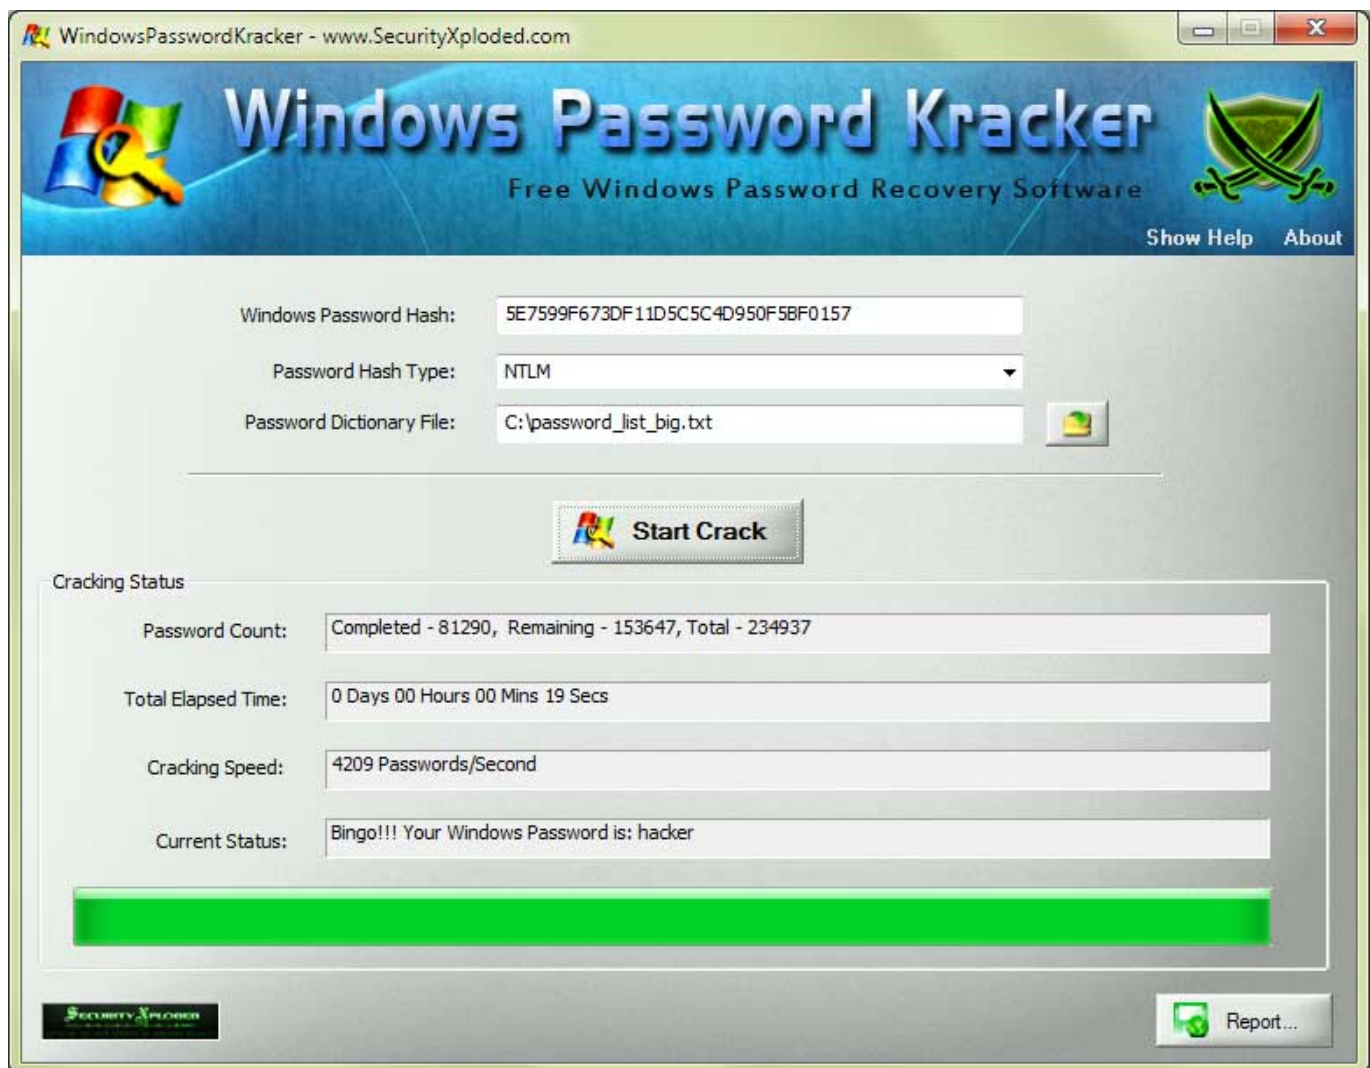 WindowsPasswordKracker - www.SecurityXploded.com
Windows Password Kracker
Free Windows Password Recovery Software
Show Help About
Windows Password Hash: 5E7599F673DF11D5C5C4D950F5BF0157
Password Hash Type: NTLM
Password Dictionary File: C:\password_list_big.txt
Start Crack
Cracking Status
Password Count: Completed - 81290, Remaining - 153647, Total - 234937
Total Elapsed Time: 0 Days 00 Hours 00 Mins 19 Secs
Cracking Speed: 4209 Passwords/Second
Current Status: Bingo!!! Your Windows Password is: hacker
SecurityXploded
Report...